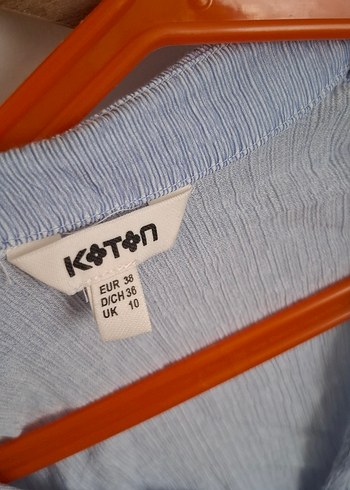 KOTON
EUR 38
D/CH 36
UK 10